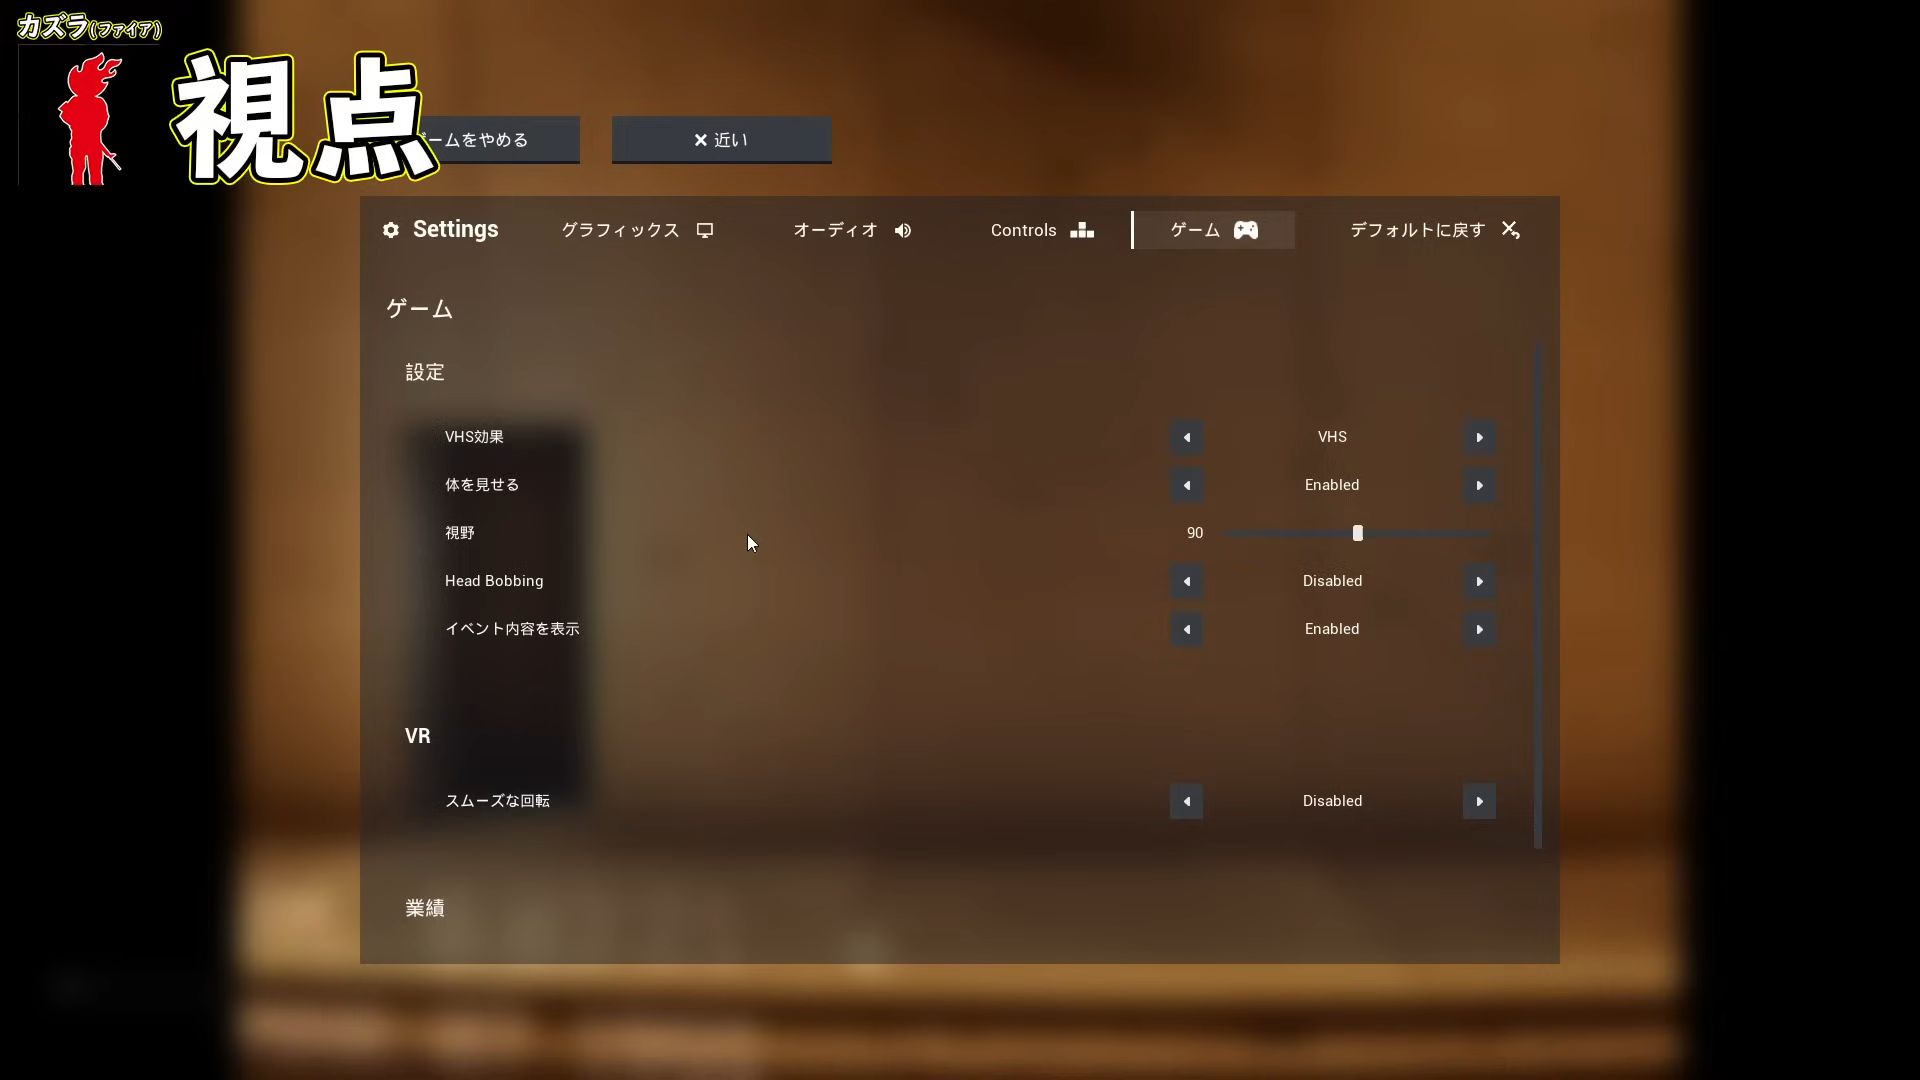 カズラ(ファイア)
視点
ームをやめる
✖ 近い
Settings
グラフィックス
オーディオ
Controls
ゲーム
デフォルトに戻す
ゲーム
設定
VHS効果
VHS
体を見せる
Enabled
視野
90
Head Bobbing
Disabled
イベント内容を表示
Enabled
VR
スムーズな回転
Disabled
業績